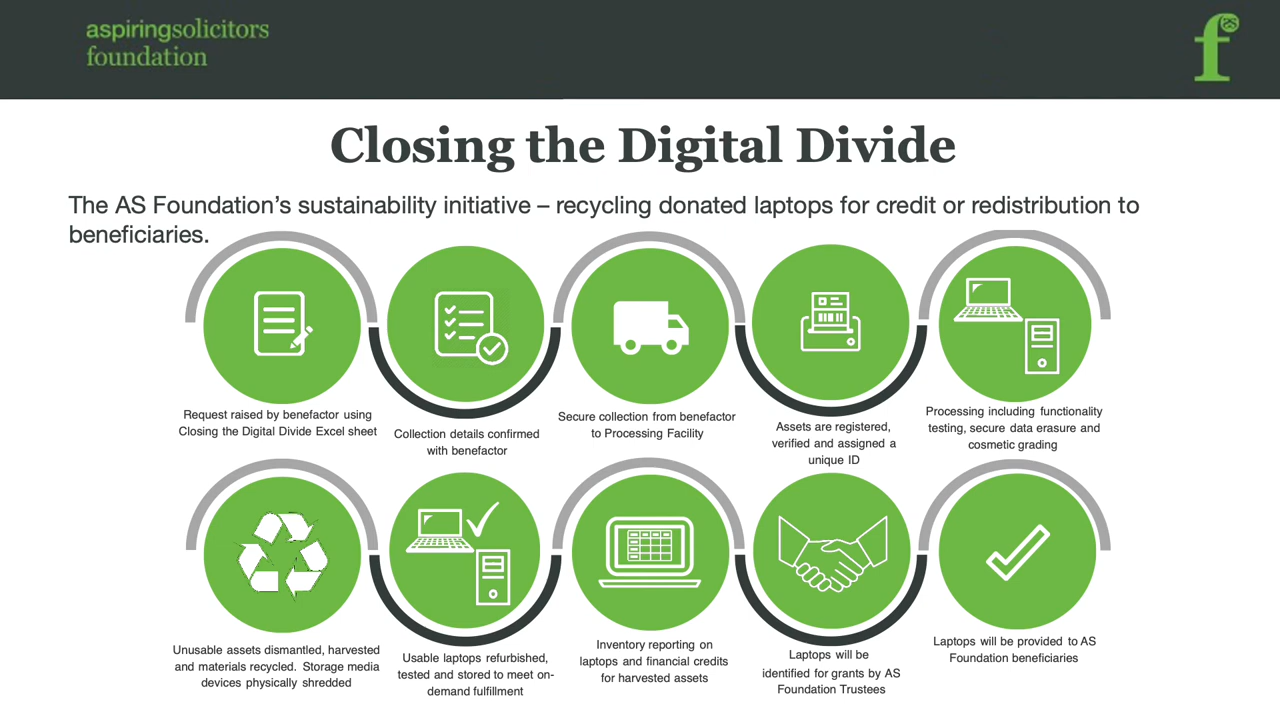 aspiringsolicitors
foundation
f
Closing the Digital Divide
The AS Foundation’s sustainability initiative – recycling donated laptops for credit or redistribution to
beneficiaries.
Request raised by benefactor using
Closing the Digital Divide Excel sheet
Collection details confirmed
with benefactor
Secure collection from benefactor
to Processing Facility
Assets are registered,
verified and assigned a
unique ID
Processing including functionality
testing, secure data erasure and
cosmetic grading
Unusable assets dismantled, harvested
and materials recycled. Storage media
devices physically shredded
Usable laptops refurbished,
tested and stored to meet on-
demand fulfillment
Inventory reporting on
laptops and financial credits
for harvested assets
Laptops will be
identified for grants by AS
Foundation Trustees
Laptops will be provided to AS
Foundation beneficiaries